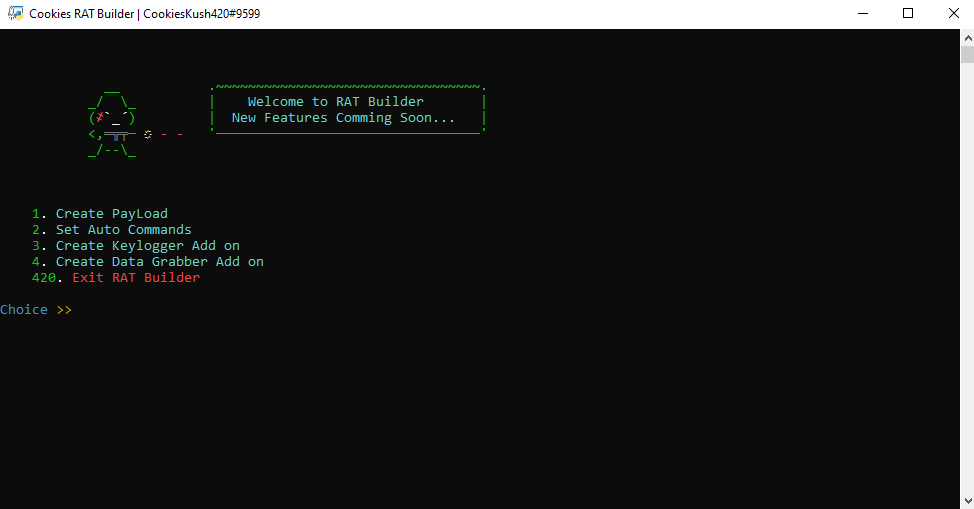 Cookies RAT Builder | CookiesKush420#9599
Welcome to RAT Builder
New Features Comming Soon...
1. Create PayLoad
2. Set Auto Commands
3. Create Keylogger Add on
4. Create Data Grabber Add on
420. Exit RAT Builder
Choice >>